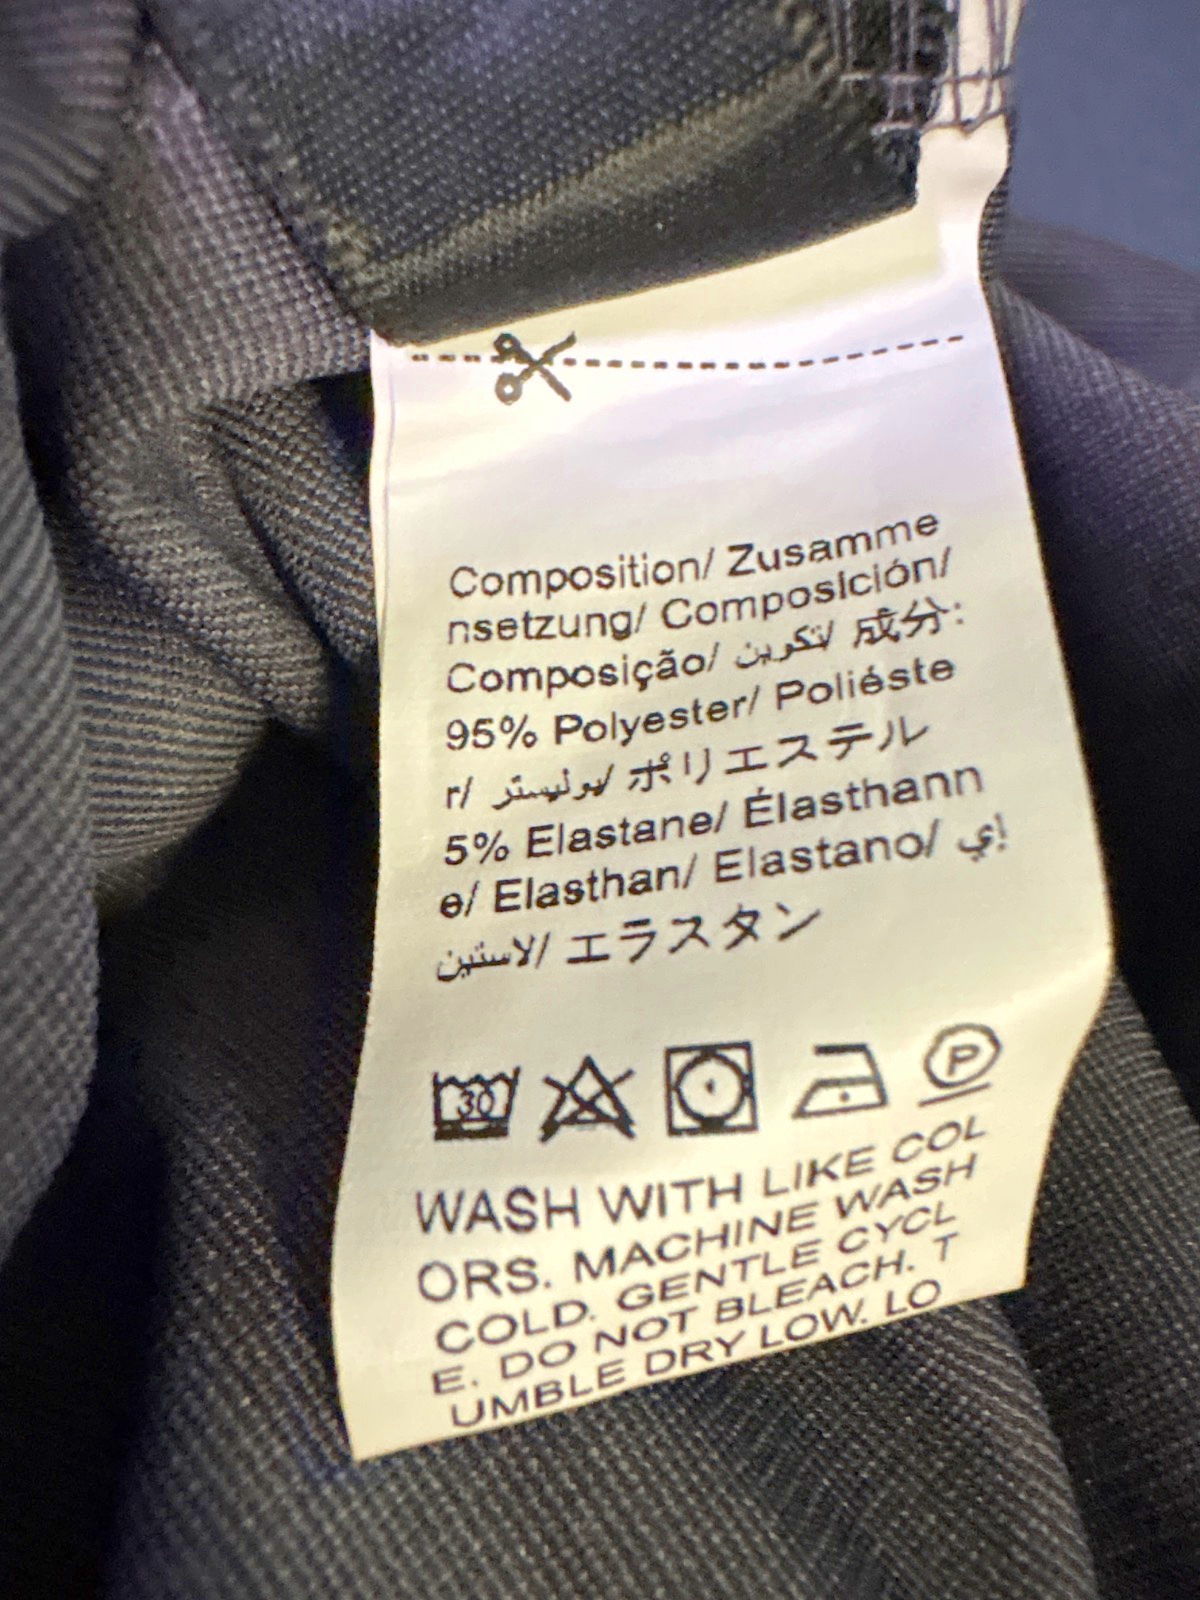 Composition/ Zusamme
nsetzung/ Composición/
Composição/ تكوين/ 成分:
95% Polyester/ Poliéste
r/ بوليستر/ ポリエステル
5% Elastane/ Élasthann
e/ Elasthan/ Elastano/ إي
لاستين/ エラスタン
30
P
WASH WITH LIKE COL
ORS. MACHINE WASH
COLD. GENTLE CYCL
E. DO NOT BLEACH. T
UMBLE DRY LOW. LO